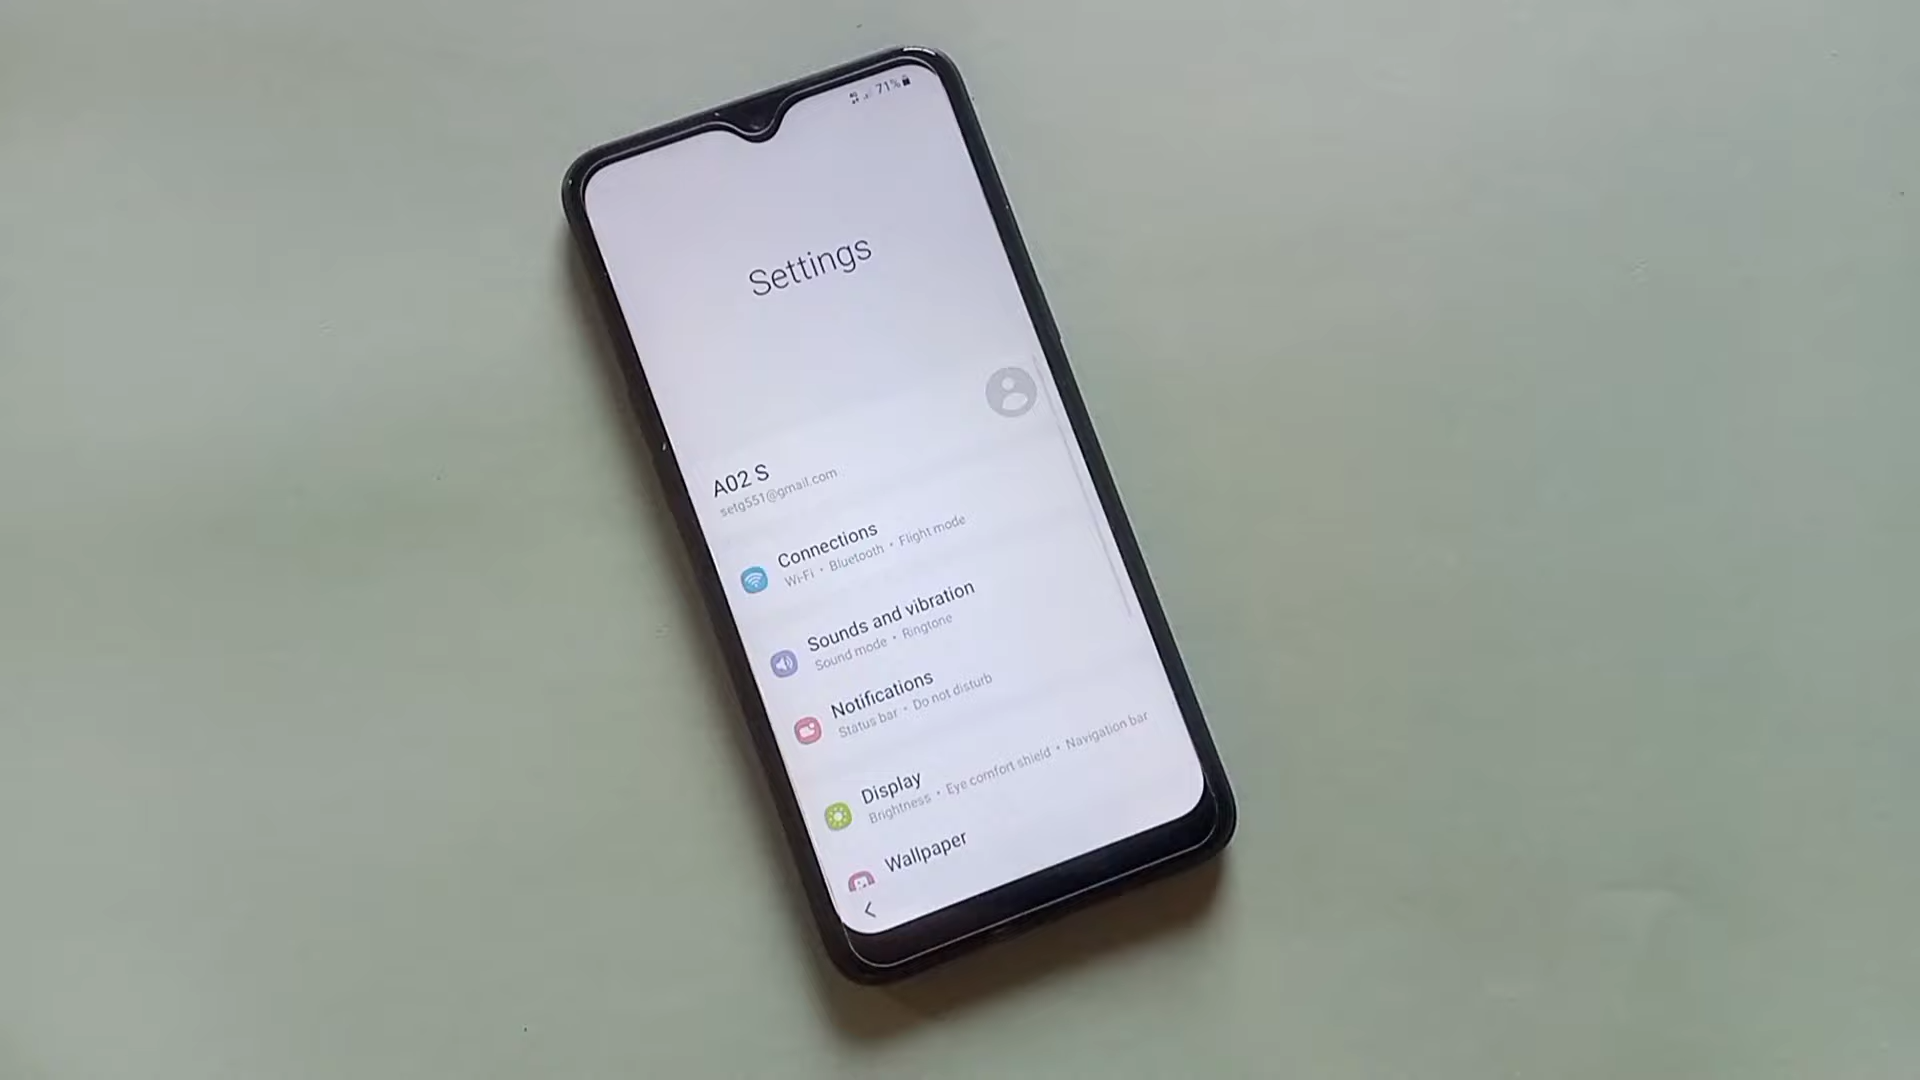 71%
Settings
A02 S
setg551@gmail.com
Connections
Wi-Fi • Bluetooth • Flight mode
Sounds and vibration
Sound mode • Ringtone
Notifications
Status bar • Do not disturb
Display
Brightness • Eye comfort shield • Navigation bar
Wallpaper